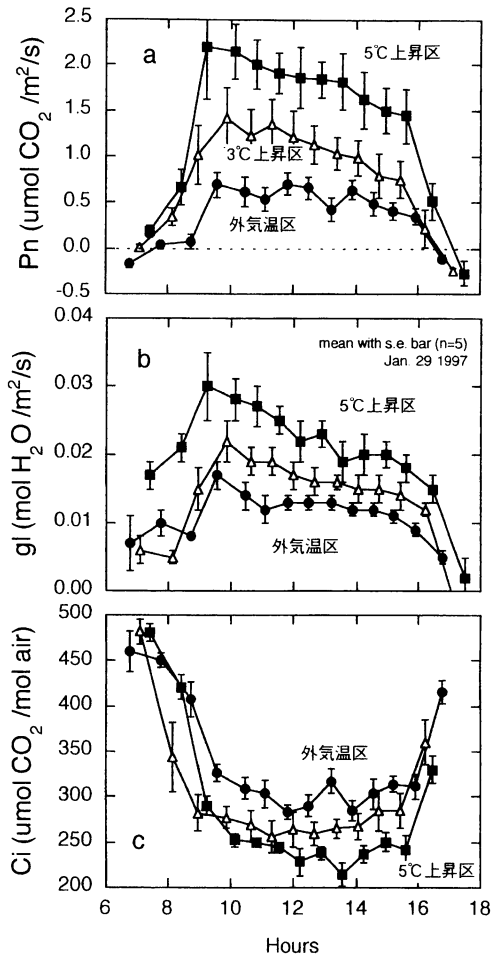 a
5℃上昇区
3℃上昇区
外気温区
Pn (umol CO2 /m2/s)
2.5
2.0
1.5
1.0
0.5
0.0
-0.5
b
mean with s.e. bar (n=5)
Jan. 29 1997
5℃上昇区
外気温区
gl (mol H2O /m2/s)
0.04
0.03
0.02
0.01
0.00
c
外気温区
5℃上昇区
Ci (umol CO2 /mol air)
500
450
400
350
300
250
200
6 8 10 12 14 16 18
Hours